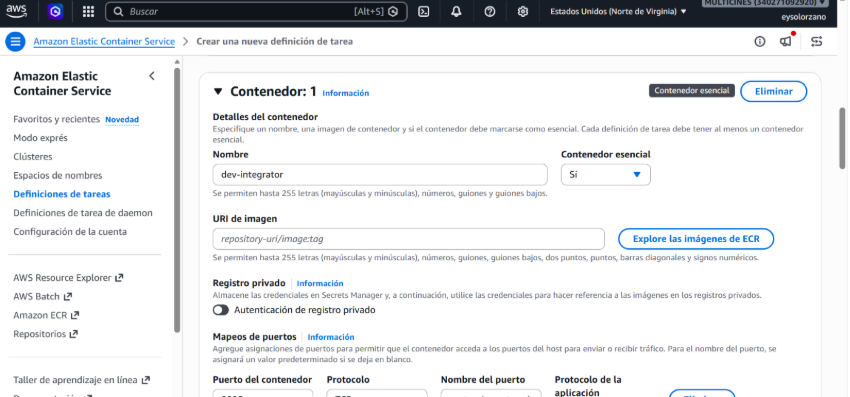 aws
Buscar
[Alt+S]
Estados Unidos (Norte de Virginia)
MULTICINES (340271092920)
eysolorzano
Amazon Elastic Container Service
Crear una nueva definición de tarea
Amazon Elastic
Container Service
Favoritos y recientes Novedad
Modo exprés
Clústeres
Espacios de nombres
Definiciones de tareas
Definiciones de tarea de daemon
Configuración de la cuenta
AWS Resource Explorer
AWS Batch
Amazon ECR
Repositorios
Taller de aprendizaje en línea
Contenedor: 1 Información
Contenedor esencial
Eliminar
Detalles del contenedor
Especifique un nombre, una imagen de contenedor y si el contenedor debe marcarse como esencial. Cada definición de tarea debe tener al menos un contenedor
esencial.
Nombre
Contenedor esencial
dev-integrator
Sí
Se permiten hasta 255 letras (mayúsculas y minúsculas), números, guiones y guiones bajos.
URI de imagen
repository-uri/image:tag
Explore las imágenes de ECR
Se permiten hasta 255 letras (mayúsculas y minúsculas), números, guiones, guiones bajos, dos puntos, puntos, barras diagonales y signos numéricos.
Registro privado Información
Almacene las credenciales en Secrets Manager y, a continuación, utilice las credenciales para hacer referencia a las imágenes en los registros privados.
Autenticación de registro privado
Mapeos de puertos Información
Agregue asignaciones de puertos para permitir que el contenedor acceda a los puertos del host para enviar o recibir tráfico. Para el nombre del puerto, se
asignará un valor predeterminado si se deja en blanco.
Puerto del contenedor
Protocolo
Nombre del puerto
Protocolo de la
aplicación